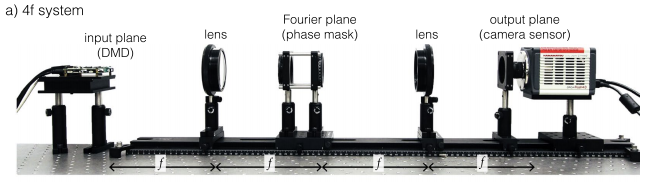 a) 4f system
input plane
(DMD)
lens
Fourier plane
(phase mask)
lens
output plane
(camera sensor)
f
f
f
f